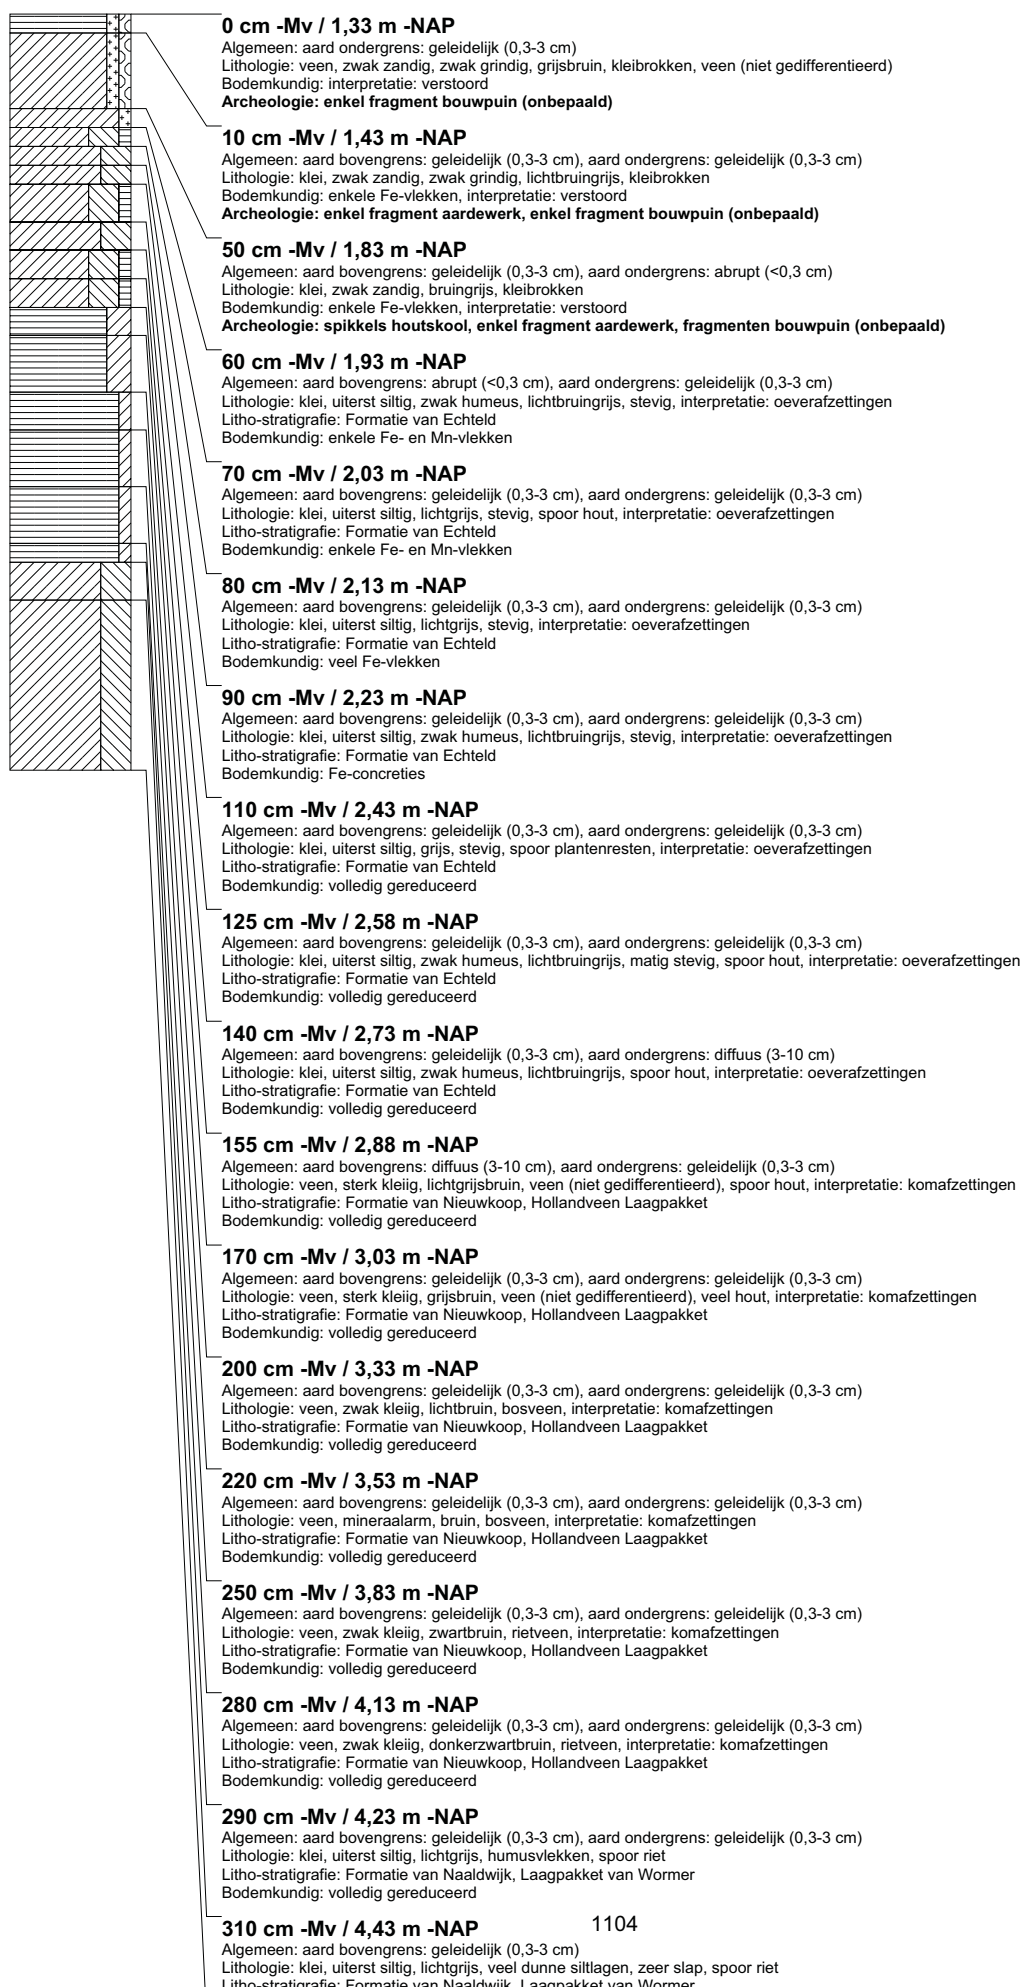 0 cm -Mv / 1,33 m -NAP
Algemeen: aard ondergrens: geleidelijk (0,3-3 cm)
Lithologie: veen, zwak zandig, zwak grindig, grijsbruin, kleibrokken, veen (niet gedifferentieerd)
Bodemkundig: interpretatie: verstoord
Archeologie: enkel fragment bouwpuin (onbepaald)
10 cm -Mv / 1,43 m -NAP
Algemeen: aard bovengrens: geleidelijk (0,3-3 cm), aard ondergrens: geleidelijk (0,3-3 cm)
Lithologie: klei, zwak zandig, zwak grindig, lichtbruingrijs, kleibrokken
Bodemkundig: enkele Fe-vlekken, interpretatie: verstoord
Archeologie: enkel fragment aardewerk, enkel fragment bouwpuin (onbepaald)
50 cm -Mv / 1,83 m -NAP
Algemeen: aard bovengrens: geleidelijk (0,3-3 cm), aard ondergrens: abrupt (<0,3 cm)
Lithologie: klei, zwak zandig, bruingrijs, kleibrokken
Bodemkundig: enkele Fe-vlekken, interpretatie: verstoord
Archeologie: spikkels houtskool, enkel fragment aardewerk, fragmenten bouwpuin (onbepaald)
60 cm -Mv / 1,93 m -NAP
Algemeen: aard bovengrens: abrupt (<0,3 cm), aard ondergrens: geleidelijk (0,3-3 cm)
Lithologie: klei, uiterst siltig, zwak humeus, lichtbruingrijs, stevig, interpretatie: oeverafzettingen
Litho-stratigrafie: Formatie van Echteld
Bodemkundig: enkele Fe- en Mn-vlekken
70 cm -Mv / 2,03 m -NAP
Algemeen: aard bovengrens: geleidelijk (0,3-3 cm), aard ondergrens: geleidelijk (0,3-3 cm)
Lithologie: klei, uiterst siltig, lichtgrijs, stevig, spoor hout, interpretatie: oeverafzettingen
Litho-stratigrafie: Formatie van Echteld
Bodemkundig: enkele Fe- en Mn-vlekken
80 cm -Mv / 2,13 m -NAP
Algemeen: aard bovengrens: geleidelijk (0,3-3 cm), aard ondergrens: geleidelijk (0,3-3 cm)
Lithologie: klei, uiterst siltig, lichtgrijs, stevig, interpretatie: oeverafzettingen
Litho-stratigrafie: Formatie van Echteld
Bodemkundig: veel Fe-vlekken
90 cm -Mv / 2,23 m -NAP
Algemeen: aard bovengrens: geleidelijk (0,3-3 cm), aard ondergrens: geleidelijk (0,3-3 cm)
Lithologie: klei, uiterst siltig, zwak humeus, lichtbruingrijs, stevig, interpretatie: oeverafzettingen
Litho-stratigrafie: Formatie van Echteld
Bodemkundig: Fe-concreties
110 cm -Mv / 2,43 m -NAP
Algemeen: aard bovengrens: geleidelijk (0,3-3 cm), aard ondergrens: geleidelijk (0,3-3 cm)
Lithologie: klei, uiterst siltig, grijs, stevig, spoor plantenresten, interpretatie: oeverafzettingen
Litho-stratigrafie: Formatie van Echteld
Bodemkundig: volledig gereduceerd
125 cm -Mv / 2,58 m -NAP
Algemeen: aard bovengrens: geleidelijk (0,3-3 cm), aard ondergrens: geleidelijk (0,3-3 cm)
Lithologie: klei, uiterst siltig, zwak humeus, lichtbruingrijs, matig stevig, spoor hout, interpretatie: oeverafzettingen
Litho-stratigrafie: Formatie van Echteld
Bodemkundig: volledig gereduceerd
140 cm -Mv / 2,73 m -NAP
Algemeen: aard bovengrens: geleidelijk (0,3-3 cm), aard ondergrens: diffuus (3-10 cm)
Lithologie: klei, uiterst siltig, zwak humeus, lichtbruingrijs, spoor hout, interpretatie: oeverafzettingen
Litho-stratigrafie: Formatie van Echteld
Bodemkundig: volledig gereduceerd
155 cm -Mv / 2,88 m -NAP
Algemeen: aard bovengrens: diffuus (3-10 cm), aard ondergrens: geleidelijk (0,3-3 cm)
Lithologie: veen, sterk kleiig, lichtgrijsbruin, veen (niet gedifferentieerd), spoor hout, interpretatie: komafzettingen
Litho-stratigrafie: Formatie van Nieuwkoop, Hollandveen Laagpakket
Bodemkundig: volledig gereduceerd
170 cm -Mv / 3,03 m -NAP
Algemeen: aard bovengrens: geleidelijk (0,3-3 cm), aard ondergrens: geleidelijk (0,3-3 cm)
Lithologie: veen, sterk kleiig, grijsbruin, veen (niet gedifferentieerd), veel hout, interpretatie: komafzettingen
Litho-stratigrafie: Formatie van Nieuwkoop, Hollandveen Laagpakket
Bodemkundig: volledig gereduceerd
200 cm -Mv / 3,33 m -NAP
Algemeen: aard bovengrens: geleidelijk (0,3-3 cm), aard ondergrens: geleidelijk (0,3-3 cm)
Lithologie: veen, zwak kleiig, lichtbruin, bosveen, interpretatie: komafzettingen
Litho-stratigrafie: Formatie van Nieuwkoop, Hollandveen Laagpakket
Bodemkundig: volledig gereduceerd
220 cm -Mv / 3,53 m -NAP
Algemeen: aard bovengrens: geleidelijk (0,3-3 cm), aard ondergrens: geleidelijk (0,3-3 cm)
Lithologie: veen, mineraalarm, bruin, bosveen, interpretatie: komafzettingen
Litho-stratigrafie: Formatie van Nieuwkoop, Hollandveen Laagpakket
Bodemkundig: volledig gereduceerd
250 cm -Mv / 3,83 m -NAP
Algemeen: aard bovengrens: geleidelijk (0,3-3 cm), aard ondergrens: geleidelijk (0,3-3 cm)
Lithologie: veen, zwak kleiig, zwartbruin, rietveen, interpretatie: komafzettingen
Litho-stratigrafie: Formatie van Nieuwkoop, Hollandveen Laagpakket
Bodemkundig: volledig gereduceerd
280 cm -Mv / 4,13 m -NAP
Algemeen: aard bovengrens: geleidelijk (0,3-3 cm), aard ondergrens: geleidelijk (0,3-3 cm)
Lithologie: veen, zwak kleiig, donkerzwartbruin, rietveen, interpretatie: komafzettingen
Litho-stratigrafie: Formatie van Nieuwkoop, Hollandveen Laagpakket
Bodemkundig: volledig gereduceerd
290 cm -Mv / 4,23 m -NAP
Algemeen: aard bovengrens: geleidelijk (0,3-3 cm), aard ondergrens: geleidelijk (0,3-3 cm)
Lithologie: klei, uiterst siltig, lichtgrijs, humusvlekken, spoor riet
Litho-stratigrafie: Formatie van Naaldwijk, Laagpakket van Wormer
Bodemkundig: volledig gereduceerd
310 cm -Mv / 4,43 m -NAP 1104
Algemeen: aard bovengrens: geleidelijk (0,3-3 cm)
Lithologie: klei, uiterst siltig, lichtgrijs, veel dunne siltlagen, zeer slap, spoor riet
Litho-stratigrafie: Formatie van Naaldwijk, Laagpakket van Wormer